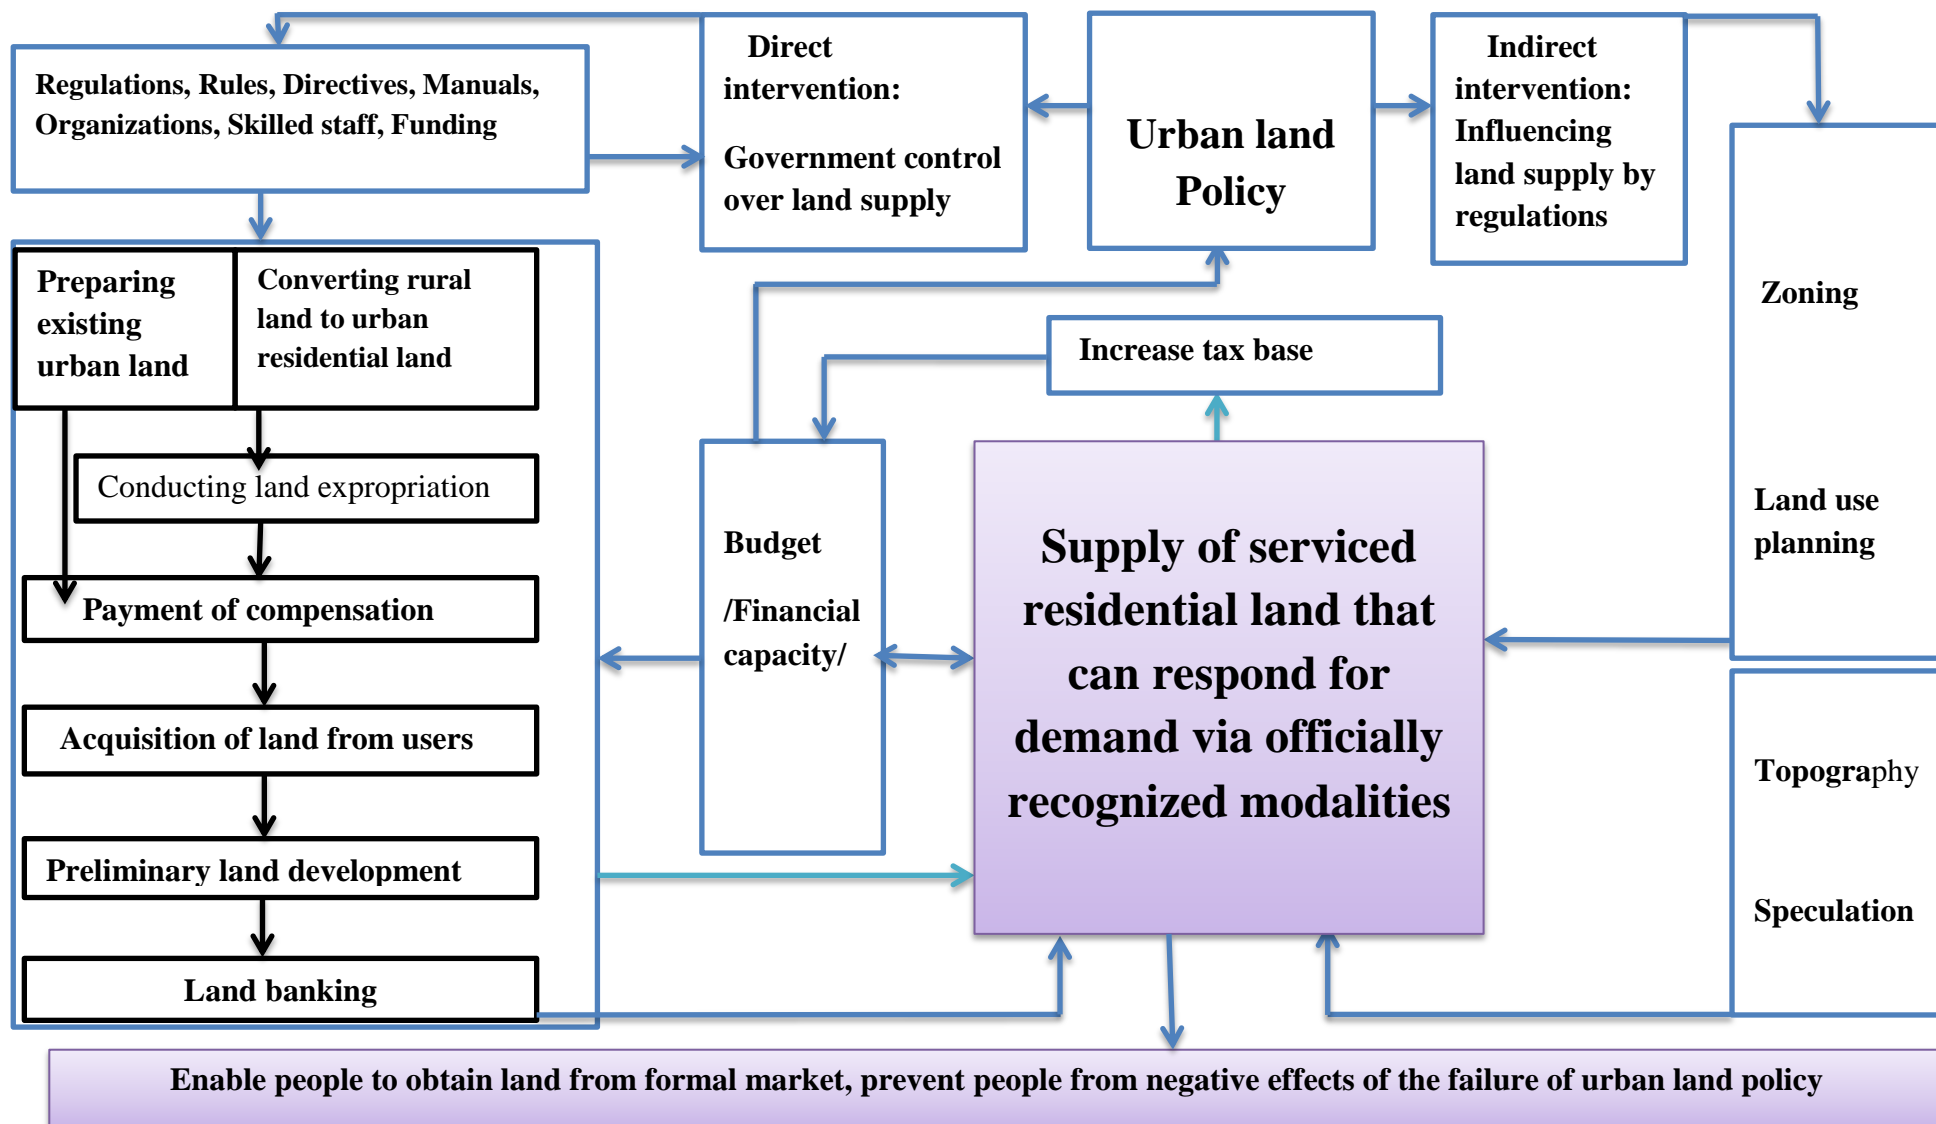 Regulations, Rules, Directives, Manuals,
Organizations, Skilled staff, Funding
Direct
intervention:
Government control
over land supply
Urban land
Policy
Indirect
intervention:
Influencing
land supply by
regulations
Preparing
existing
urban land
Converting rural
land to urban
residential land
Conducting land expropriation
Payment of compensation
Acquisition of land from users
Preliminary land development
Land banking
Increase tax base
Budget
/Financial
capacity/
Supply of serviced
residential land that
can respond for
demand via officially
recognized modalities
Zoning
Land use
planning
Topography
Speculation
Enable people to obtain land from formal market, prevent people from negative effects of the failure of urban land policy